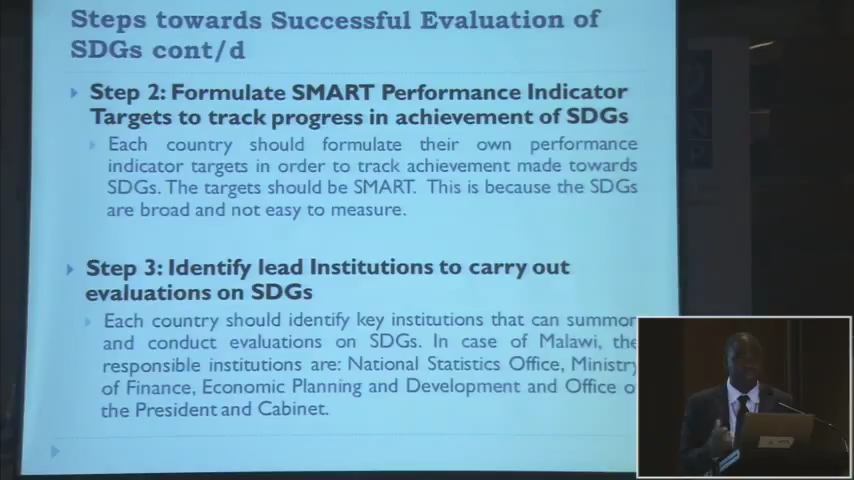 Steps towards Successful Evaluation of
SDGs cont/d
Step 2: Formulate SMART Performance Indicator
Targets to track progress in achievement of SDGs
Each country should formulate their own performance
indicator targets in order to track achievement made towards
SDGs. The targets should be SMART. This is because the SDGs
are broad and not easy to measure.
Step 3: Identify lead Institutions to carry out
evaluations on SDGs
Each country should identify key institutions that can summon
and conduct evaluations on SDGs. In case of Malawi, the
responsible institutions are: National Statistics Office, Ministry
of Finance, Economic Planning and Development and Office o
the President and Cabinet.